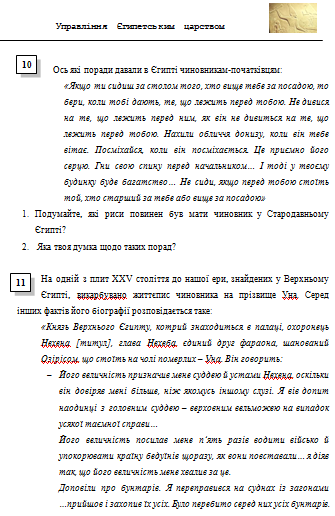 Управління Єгипетським царством
10
Ось які поради давали в Єгипті чиновникам-початківцям:
«Якщо ти сидиш за столом того, хто вище тебе за посадою, то
бери, коли тобі дають, те, що лежить перед тобою. Не дивися
на те, що лежить перед ним, як він не дивиться на те, що
лежить перед тобою. Нахили обличчя донизу, коли він тебе
вітає. Посміхайся, коли він посміхається. Це приємно його
серцю. Гни свою спину перед начальником… І тоді у твоєму
будинку буде багатство… Не сиди, якщо перед тобою стоїть
той, хто старший за тебе або вище за посадою»
1. Подумайте, які риси повинен був мати чиновник у Стародавньому
Єгипті?
2. Яка твоя думка щодо таких порад?
11
На одній з плит XXV століття до нашої ери, знайдених у Верхньому
Єгипті, викарбувано життєпис чиновника на прізвище Уна. Серед
інших фактів його біографії розповідається таке:
«Князь Верхнього Єгипту, котрий знаходиться в палаці, охоронець
Нехена, [титул], глава Нехеба, єдиний друг фараона, шанований
Озірісом, що стоїть на чолі померлих – Уна. Він говорить:
– Його величність призначив мене суддею й устами Нехена, оскільки
він довіряв мені більше, ніж якомусь іншому слузі. Я вів допит
наодинці з головним суддею – верховним вельможею на випадок
усякої таємної справи…
Його величність посилав мене п'ять разів водити військо й
упокорювати країну бедуїнів щоразу, як вони повставали… я діяв
так, що його величність мене хвалив за це.
Доповіли про бунтарів. Я переправився на суднах із загонами
…прийшов і захопив їх усіх. Було перебито серед них усіх бунтарів.